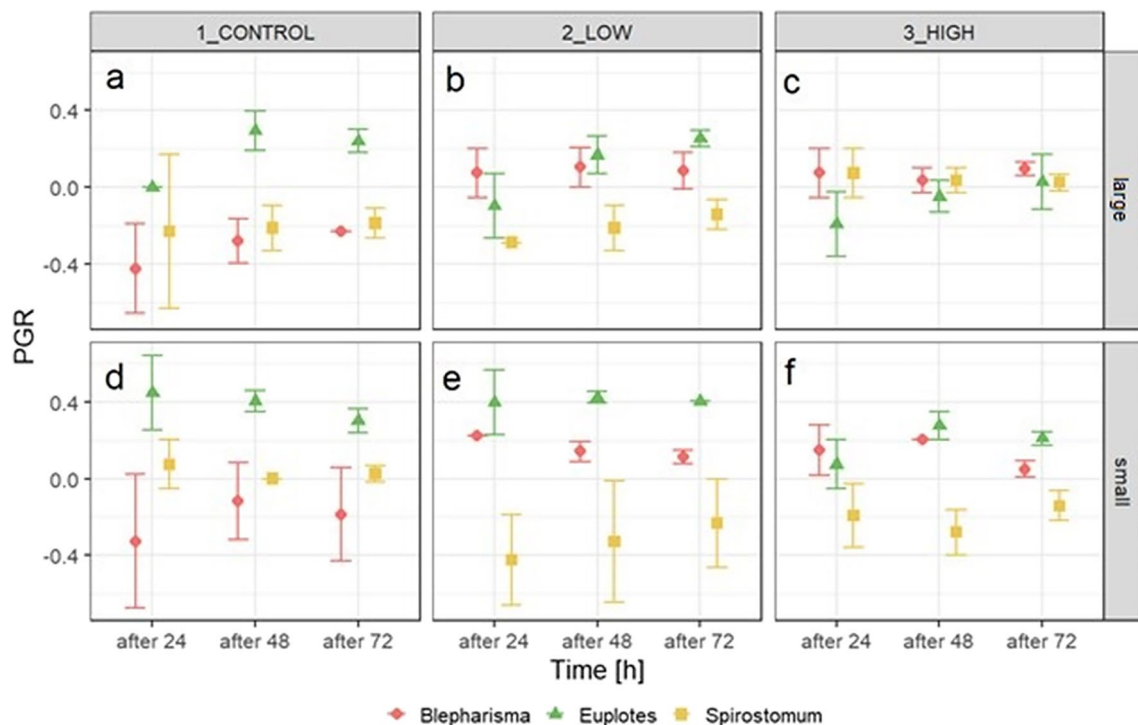 1_CONTROL 2_LOW 3_HIGH
a b c
0.4
0.0
-0.4
large
PGR
d e f
0.4
0.0
-0.4
small
after 24 after 48 after 72 after 24 after 48 after 72 after 24 after 48 after 72
Time [h]
Blepharisma Euplotes Spirostomum